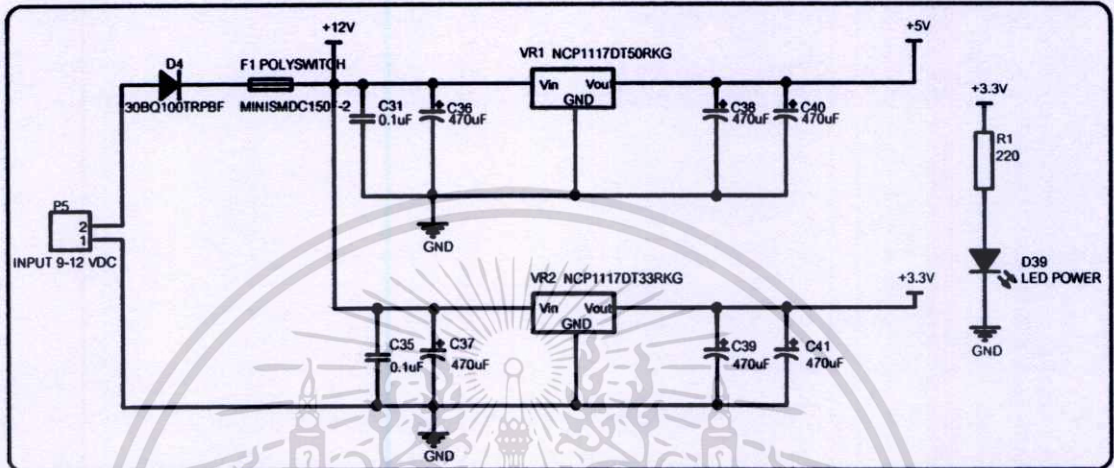 +12V
+5V
D4
F1 POLYSWITCH
VR1 NCP1117DT50RKG
Vin
Vout
GND
30BQ100TRPBF
MINISMDC150F-2
C31
0.1uF
C36
470uF
C38
470uF
C40
470uF
+3.3V
R1
220
P5
2
1
INPUT 9-12 VDC
GND
D39
LED POWER
GND
VR2 NCP1117DT33RKG
Vin
Vout
GND
+3.3V
C35
0.1uF
C37
470uF
C39
470uF
C41
470uF
GND